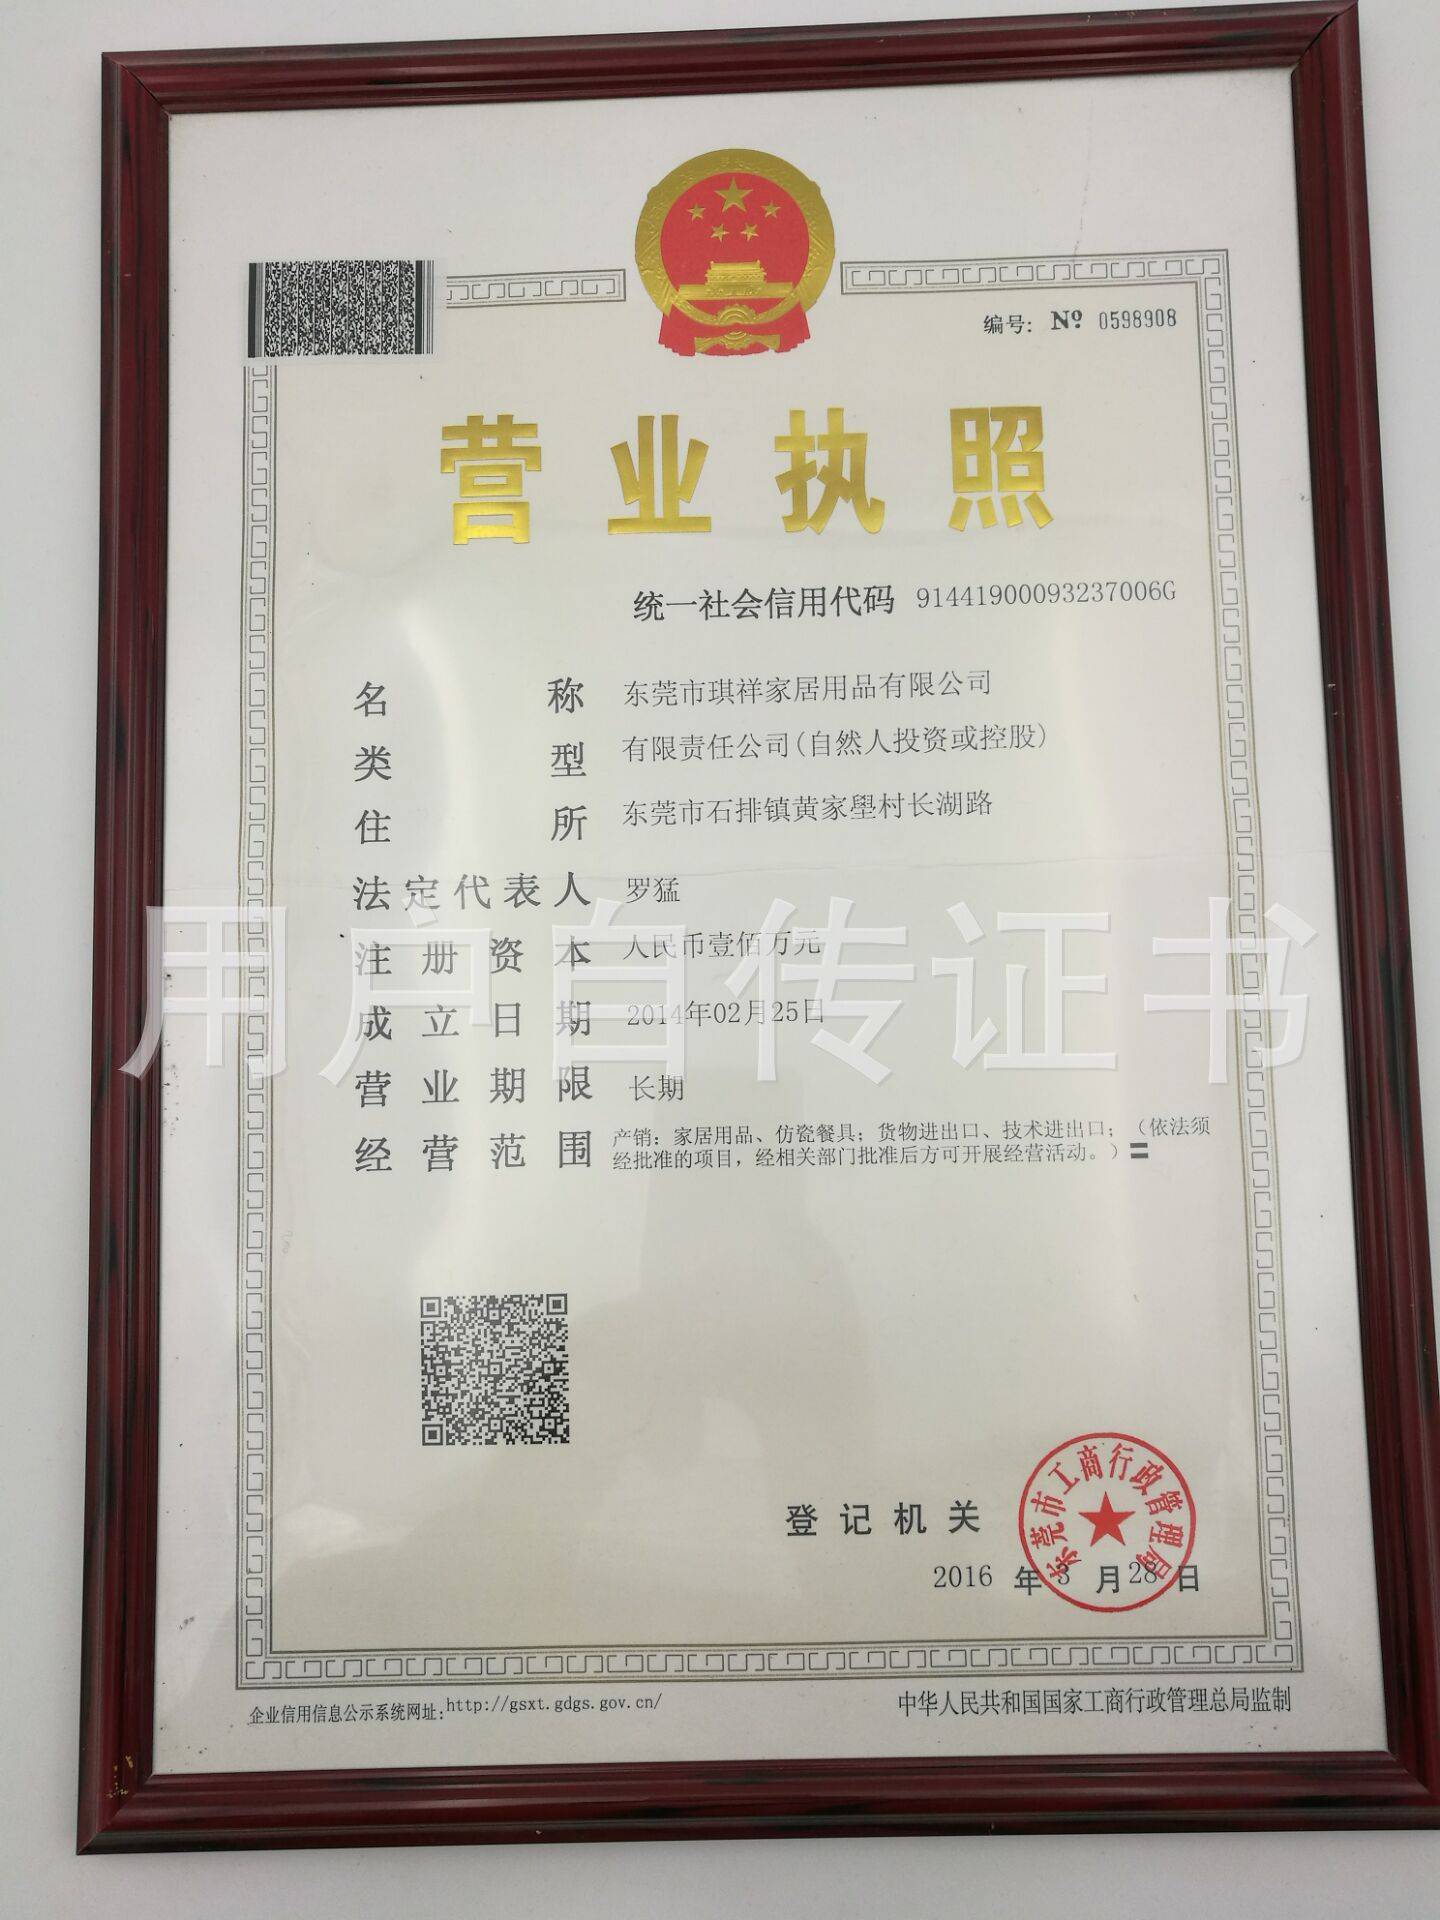 编号: Nº 0598908
营业执照
统一社会信用代码 91441900093237006G
名称 东莞市琪祥家居用品有限公司
类型 有限责任公司(自然人投资或控股)
住所 东莞市石排镇黄家壆村长湖路
法定代表人 罗猛
注册资本 人民币壹佰万元
成立日期 2014年02月25日
营业期限 长期
经营范围 产销：家居用品、仿瓷餐具；货物进出口、技术进出口；（依法须
经批准的项目，经相关部门批准后方可开展经营活动。）
用户自传证书
登记机关
东莞市工商行政管理局
2016 年 3 月 28 日
企业信用信息公示系统网址: http://gsxt.gdgs.gov.cn/
中华人民共和国国家工商行政管理总局监制